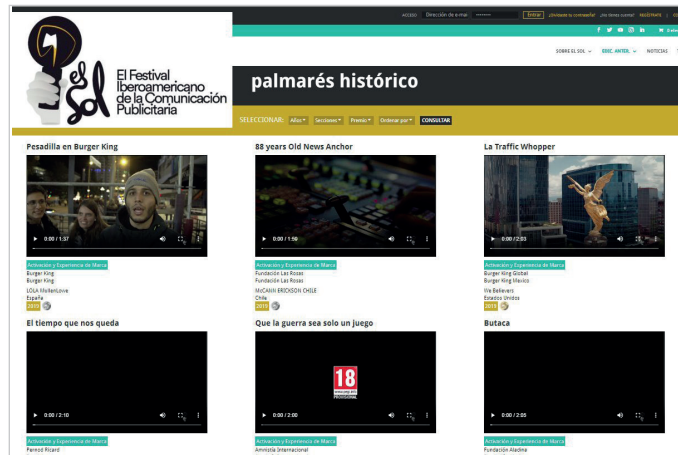 ACCESO Dirección de e-mail Entrar ¿Olvidaste tu contraseña? ¿No tienes cuenta? REGÍSTRATE
SOBRE EL SOL EDIC. ANTER. NOTICIAS
el sol
El Festival
Iberoamericano
de la Comunicación
Publicitaria
palmarés histórico
SELECCIONAR: Años Secciones Premio Ordenar por CONSULTAR
Pesadilla en Burger King
0:00 / 1:37
Activación y Experiencia de Marca
Burger King
Burger King
LOLA MullenLowe
España
2019
88 years Old News Anchor
0:00 / 1:56
Activación y Experiencia de Marca
Fundación Las Rosas
Fundación Las Rosas
McCANN ERICKSON CHILE
Chile
2019
La Traffic Whopper
0:00 / 2:03
Activación y Experiencia de Marca
Burger King Global
Burger King Mexico
We Believers
Estados Unidos
2019
El tiempo que nos queda
0:00 / 2:10
Activación y Experiencia de Marca
Pernod Ricard
Que la guerra sea solo un juego
18
PROVISIONAL
0:00 / 2:00
Activación y Experiencia de Marca
Amnistía Internacional
Butaca
0:00 / 2:05
Activación y Experiencia de Marca
Fundación Aladina